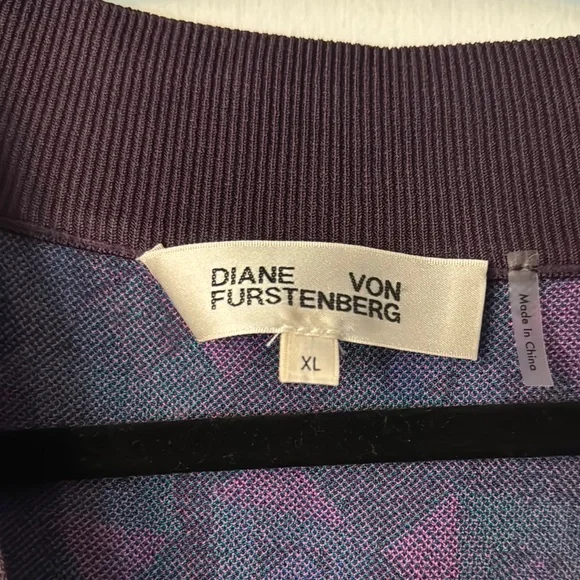 DIANE VON
FURSTENBERG
XL
Made In China